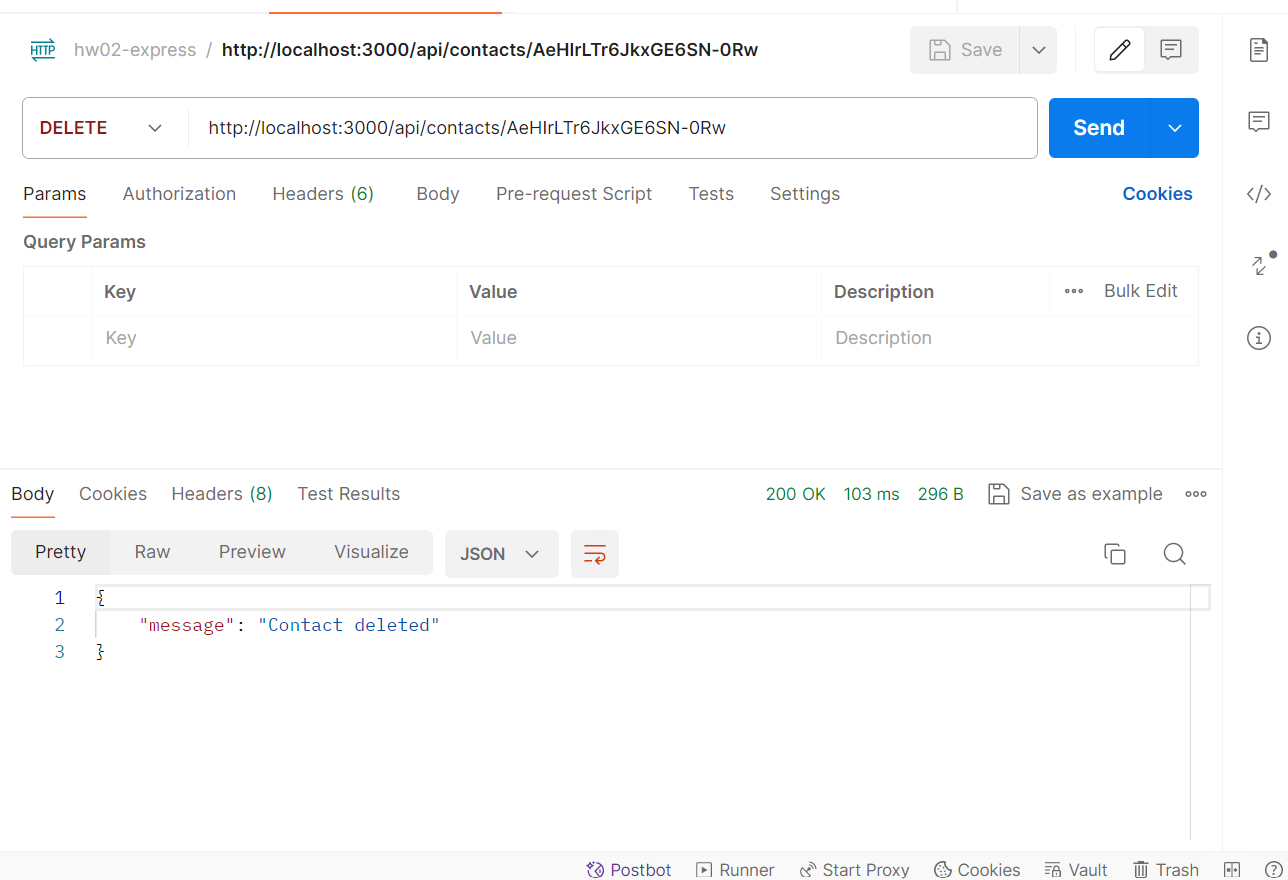 HTTP hw02-express / http://localhost:3000/api/contacts/AeHIrLTr6JkxGE6SN-0Rw Save
DELETE http://localhost:3000/api/contacts/AeHIrLTr6JkxGE6SN-0Rw Send
Params Authorization Headers (6) Body Pre-request Script Tests Settings Cookies
Query Params
Key Value Description Bulk Edit
Key Value Description
Body Cookies Headers (8) Test Results 200 OK 103 ms 296 B Save as example
Pretty Raw Preview Visualize JSON
1 {
2 "message": "Contact deleted"
3 }
Postbot Runner Start Proxy Cookies Vault Trash